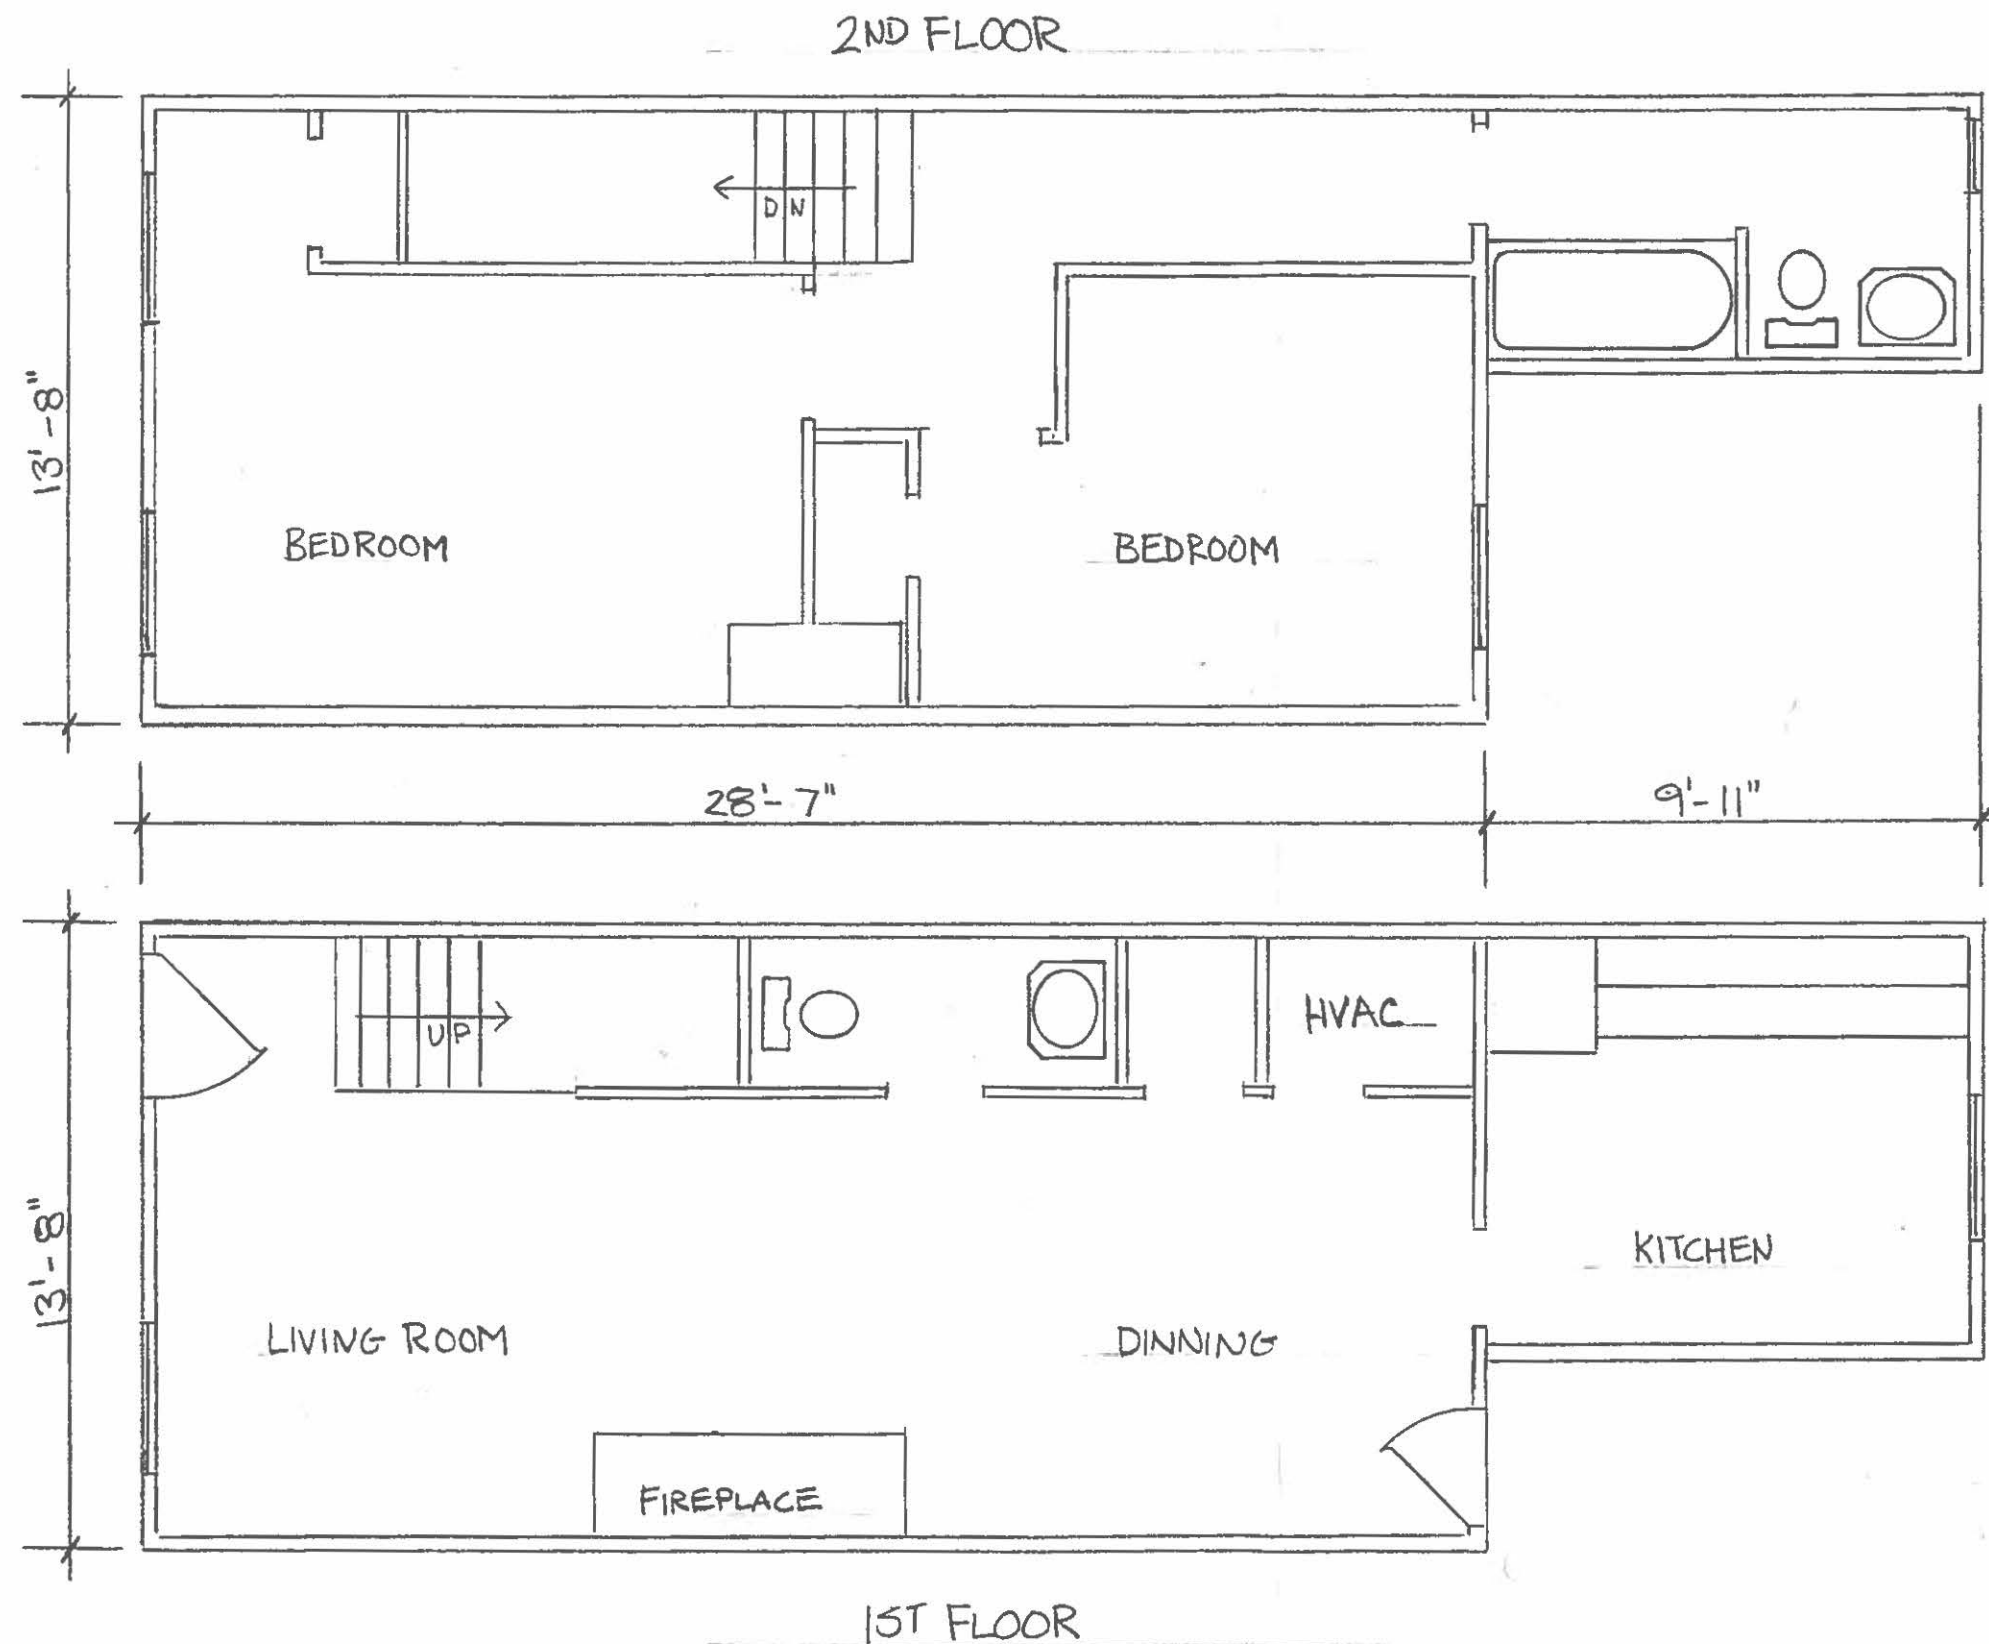 2ND FLOOR
DN
13'-8"
BEDROOM
BEDROOM
28'-7"
9'-11"
UP
HVAC
13'-8"
KITCHEN
LIVING ROOM
DINNING
FIREPLACE
1ST FLOOR